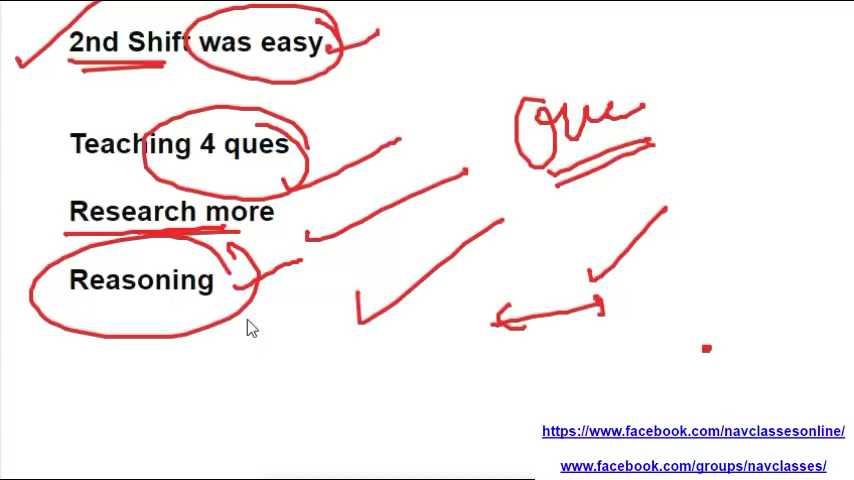 2nd Shift was easy
Teaching 4 ques
Que
Research more
Reasoning
https://www.facebook.com/navclassesonline/
www.facebook.com/groups/navclasses/